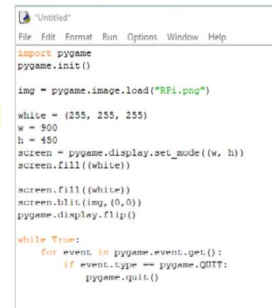 *Untitled*
File Edit Format Run Options Window Help
import pygame
pygame.init()
img = pygame.image.load("RPi.png")
white = (255, 255, 255)
w = 900
h = 450
screen = pygame.display.set_mode((w, h))
screen.fill((white))
screen.fill((white))
screen.blit(img,(0,0))
pygame.display.flip()
while True:
for event in pygame.event.get():
if event.type == pygame.QUIT:
pygame.quit()